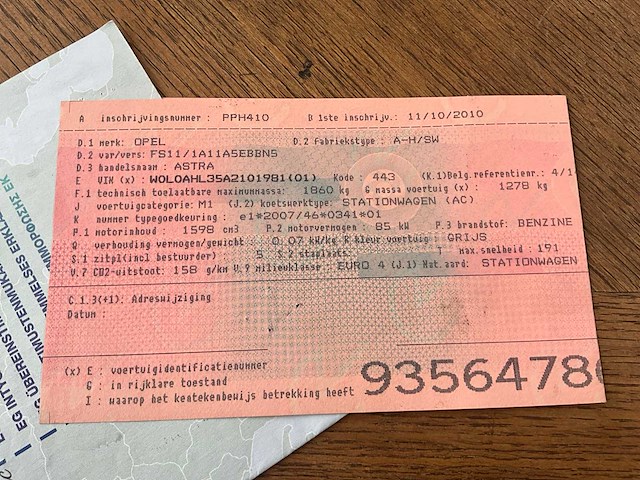 A inschrijvingsnummer : PPH410 B 1ste inschrijv.: 11/10/2010
D.1 merk: OPEL D.2 fabriekstype : A-H/SW
D.2 var/vers: FS11/1A11A5EBBN5
D.3 handelsnaam : ASTRA
E VIN (x) : WOLOAHL35A2101981(01) Kode : 443 (K.1)Belg.referentienr.: 4/1
F.1 technisch toelaatbare maximummassa: 1860 kg G massa voertuig (x) : 1278 kg
J voertuigcategorie: M1 (J.2) koetswerktype: STATIONWAGEN (AC)
K nummer typegoedkeuring : e1*2007/46*0341*01
P.1 motorinhoud : 1598 cm3 P.2 motorvermogen : 85 kW P.3 brandstof: BENZINE
Q verhouding vermogen/gewicht : 0,07 kW/kg R kleur voertuig : GRIJS
S.1 zitpl(incl bestuurder) 5 S.2 staplaats: T max.snelheid : 191
V.7 CO2-uitstoot: 158 g/km V.9 milieuklasse : EURO 4 (J.1) Nat.aard: STATIONWAGEN
C.1.3(+1): Adreswijziging
Datum :
(x) E : voertuigidentificatienummer
G : in rijklare toestand
I : waarop het kentekenbewijs betrekking heeft
93564786